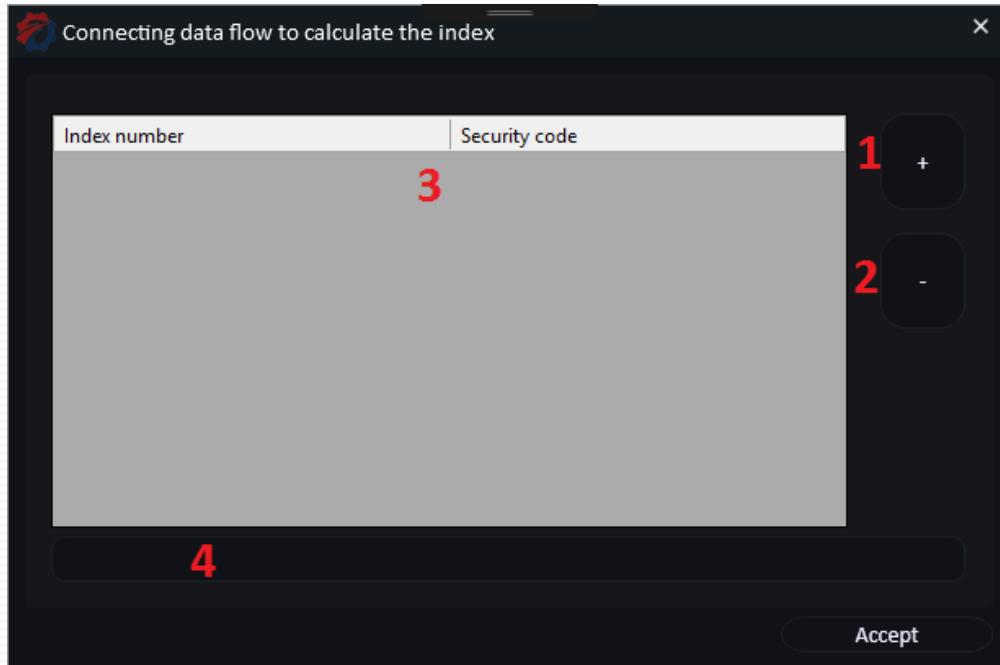 Connecting data flow to calculate the index
×
Index number Security code
1 +
3
2 -
4
Accept